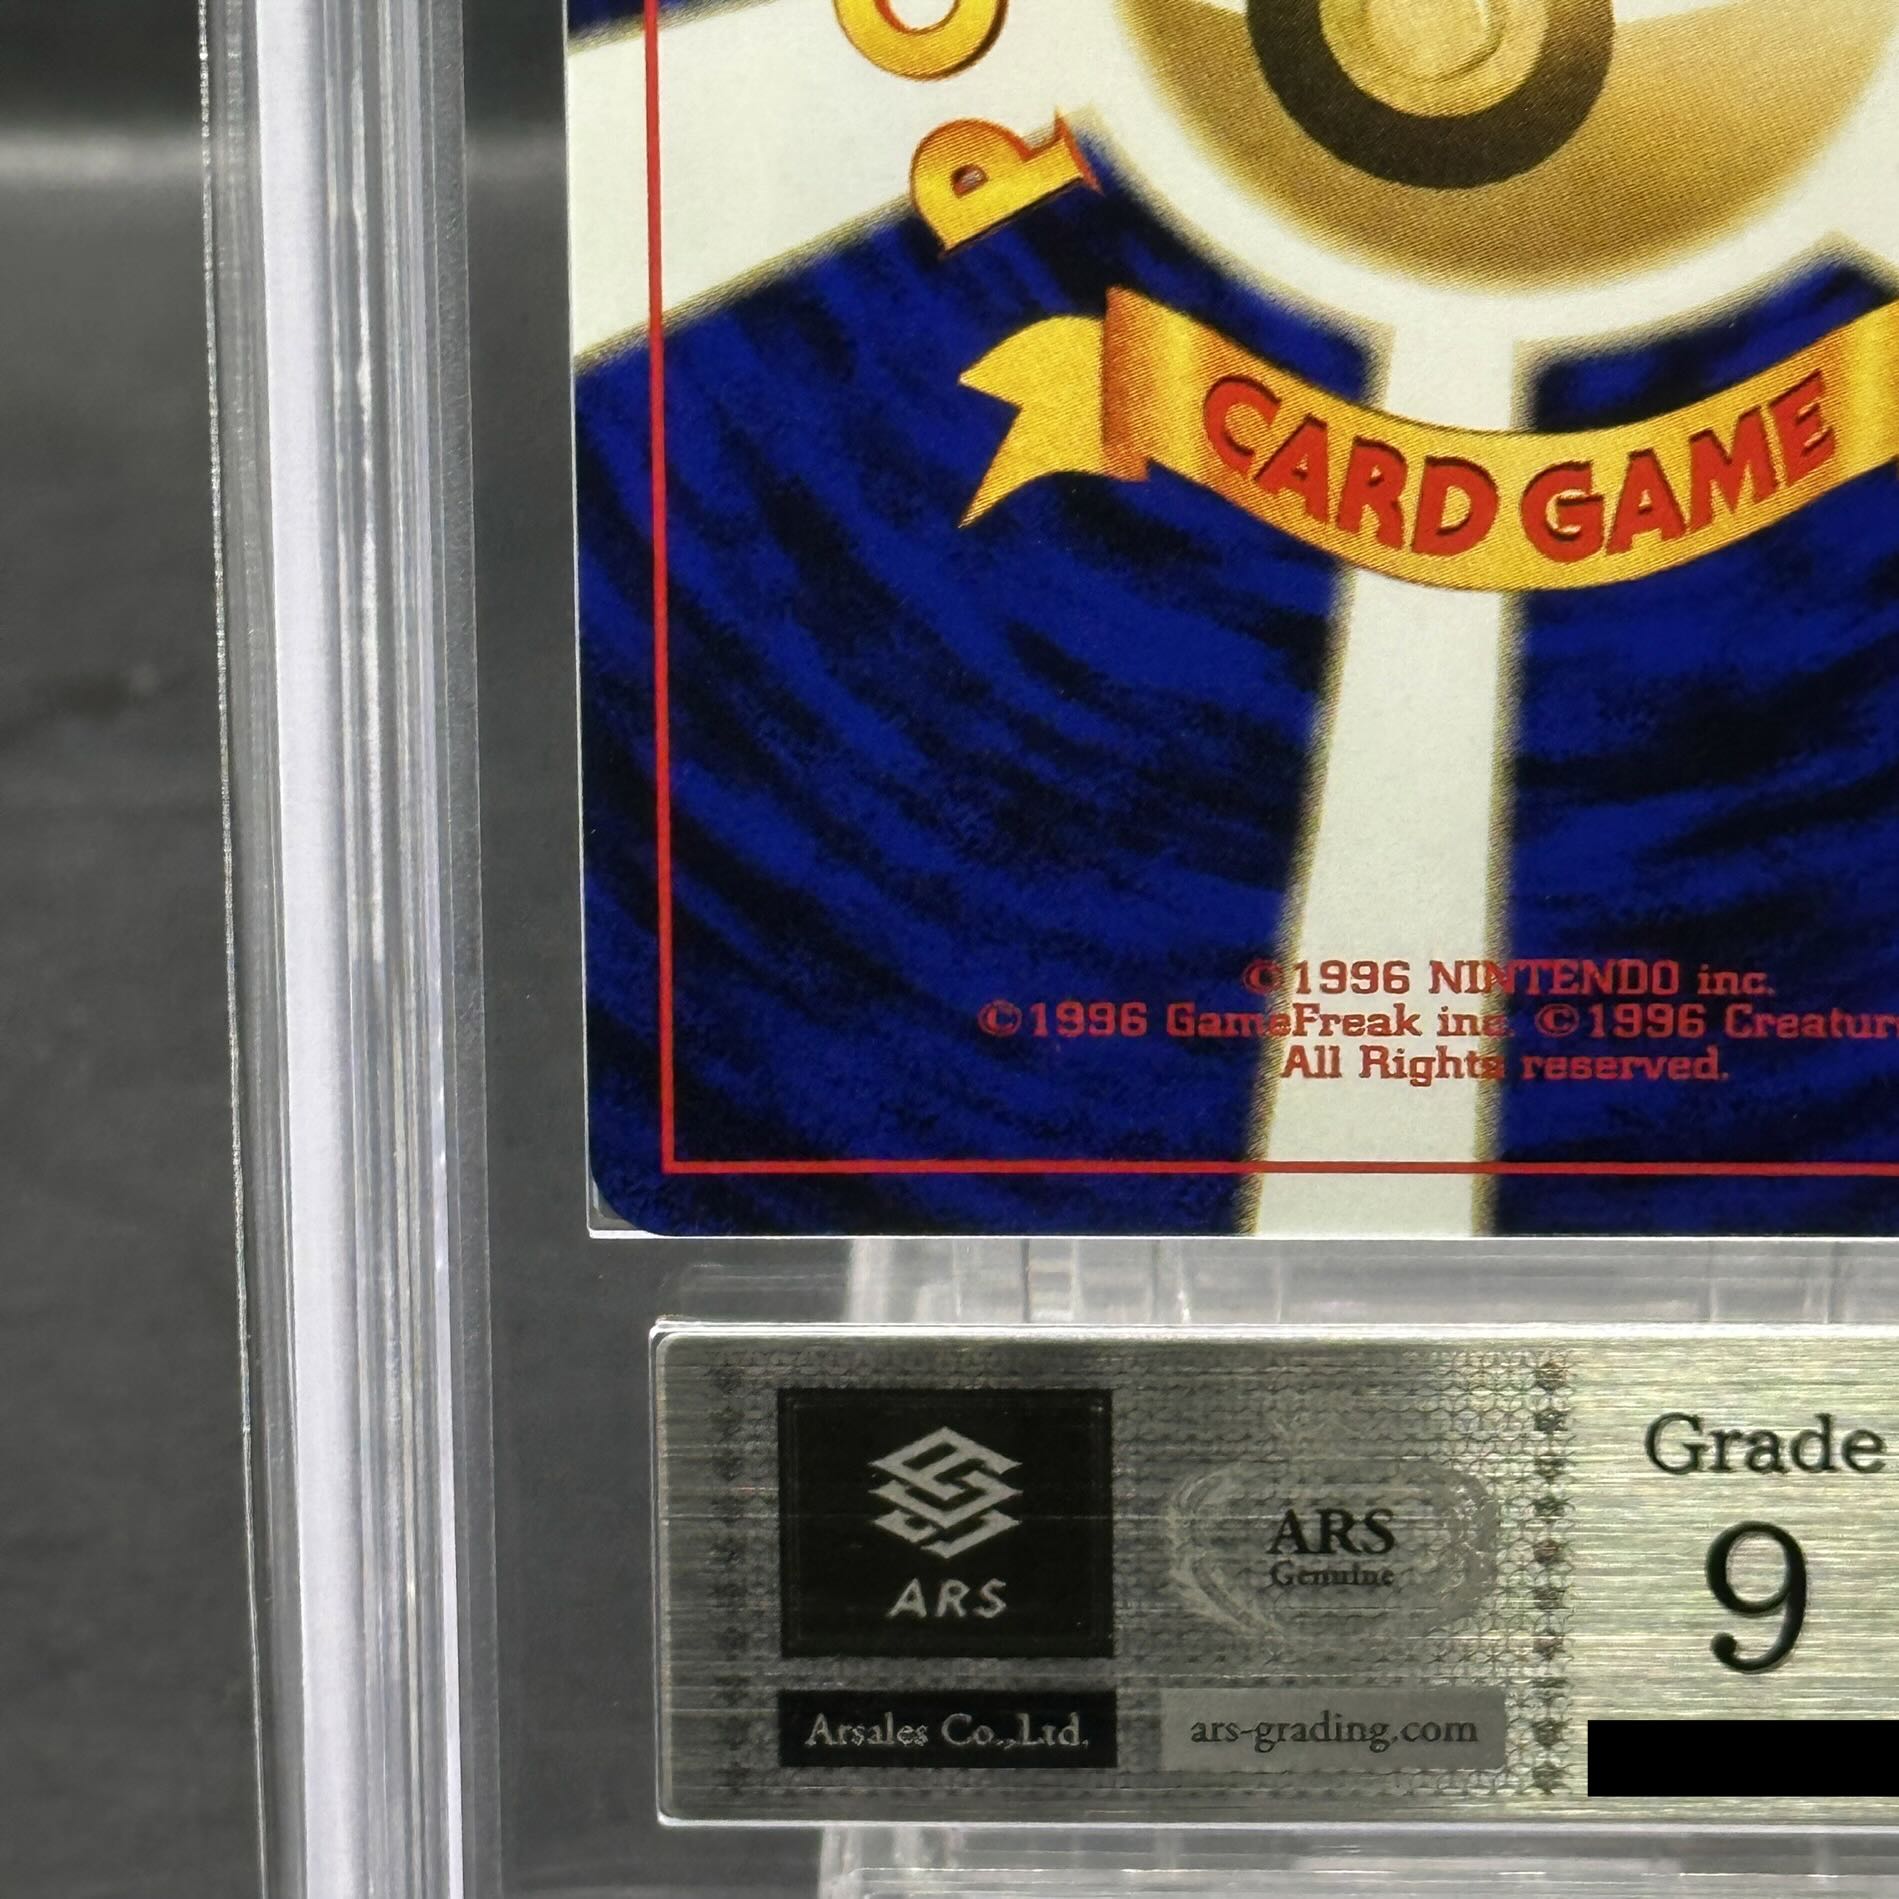 PO
CARD GAME
©1996 NINTENDO inc.
©1996 GameFreak inc. ©1996 Creatur
All Rights reserved.
ARS
ARS
Genuine
Grade
9
Arsales Co.,Ltd.
ars-grading.com